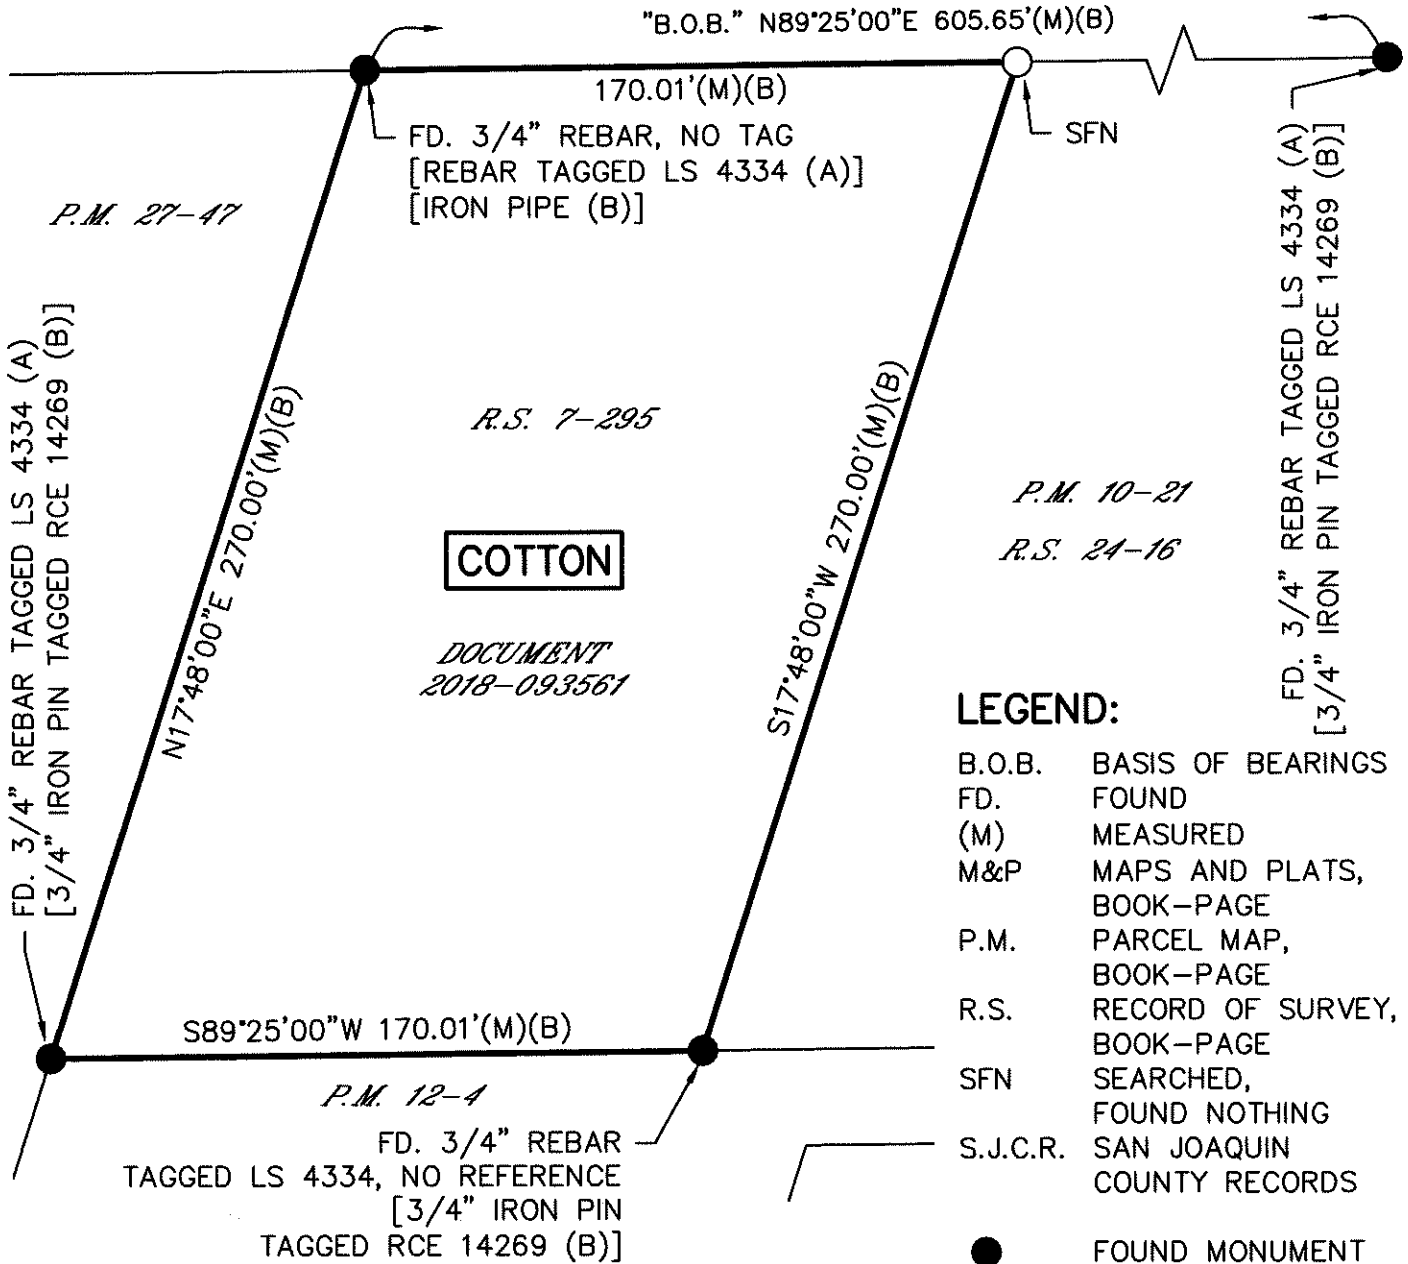 "B.O.B." N89°25'00"E 605.65'(M)(B)
170.01'(M)(B)
FD. 3/4" REBAR, NO TAG
[REBAR TAGGED LS 4334 (A)]
[IRON PIPE (B)]
SFN
P.M. 27-47
FD. 3/4" REBAR TAGGED LS 4334 (A)
[3/4" IRON PIN TAGGED RCE 14269 (B)]
N17°48'00"E 270.00'(M)(B)
R.S. 7-295
COTTON
DOCUMENT
2018-093561
S17°48'00"W 270.00'(M)(B)
P.M. 10-21
R.S. 24-16
FD. 3/4" REBAR TAGGED LS 4334 (A)
[3/4" IRON PIN TAGGED RCE 14269 (B)]
S89°25'00"W 170.01'(M)(B)
P.M. 12-4
FD. 3/4" REBAR
TAGGED LS 4334, NO REFERENCE
[3/4" IRON PIN
TAGGED RCE 14269 (B)]
LEGEND:
B.O.B. BASIS OF BEARINGS
FD. FOUND
(M) MEASURED
M&P MAPS AND PLATS,
BOOK-PAGE
P.M. PARCEL MAP,
BOOK-PAGE
R.S. RECORD OF SURVEY,
BOOK-PAGE
SFN SEARCHED,
FOUND NOTHING
S.J.C.R. SAN JOAQUIN
COUNTY RECORDS
FOUND MONUMENT